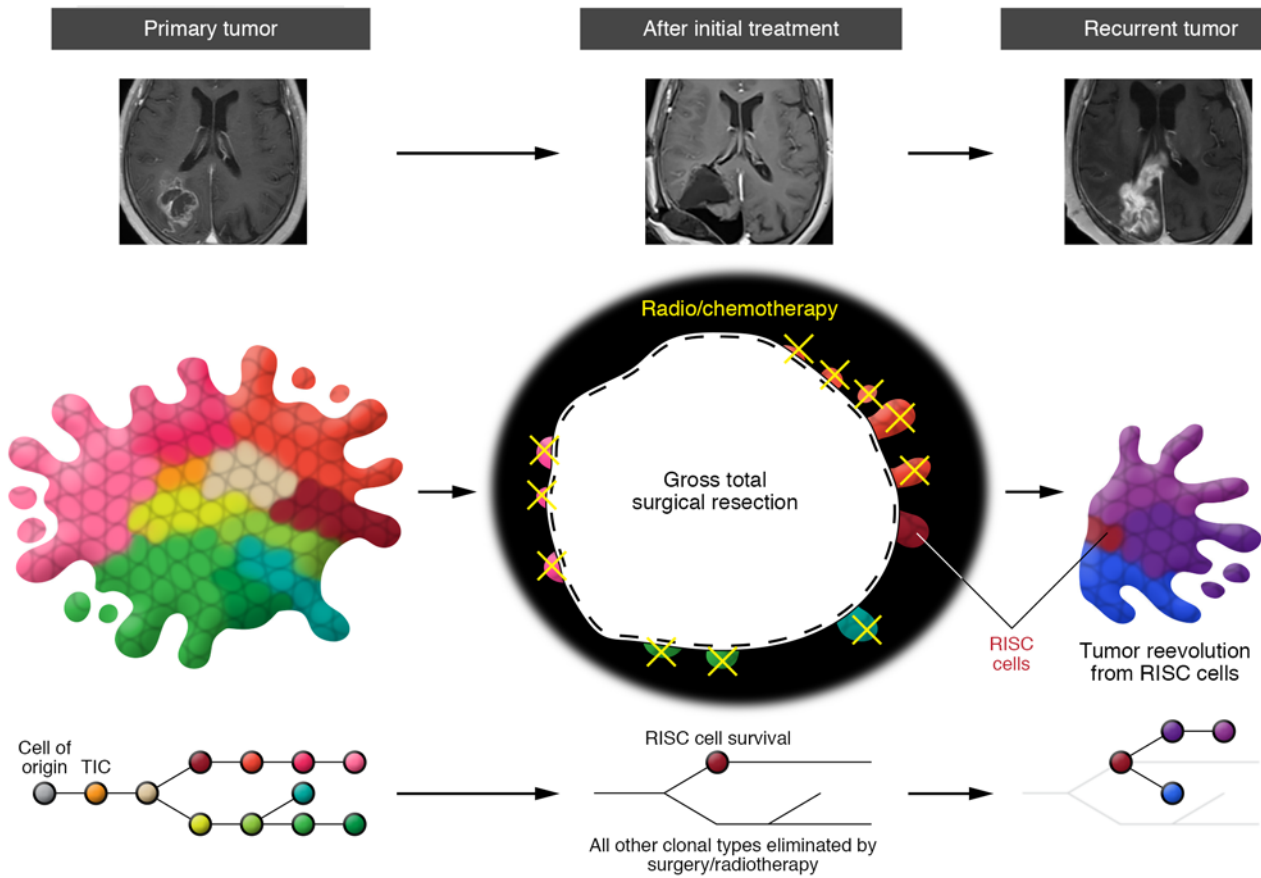 Primary tumor
After initial treatment
Recurrent tumor
Radio/chemotherapy
Gross total
surgical resection
RISC
cells
Tumor reevolution
from RISC cells
Cell of
origin
TIC
RISC cell survival
All other clonal types eliminated by
surgery/radiotherapy